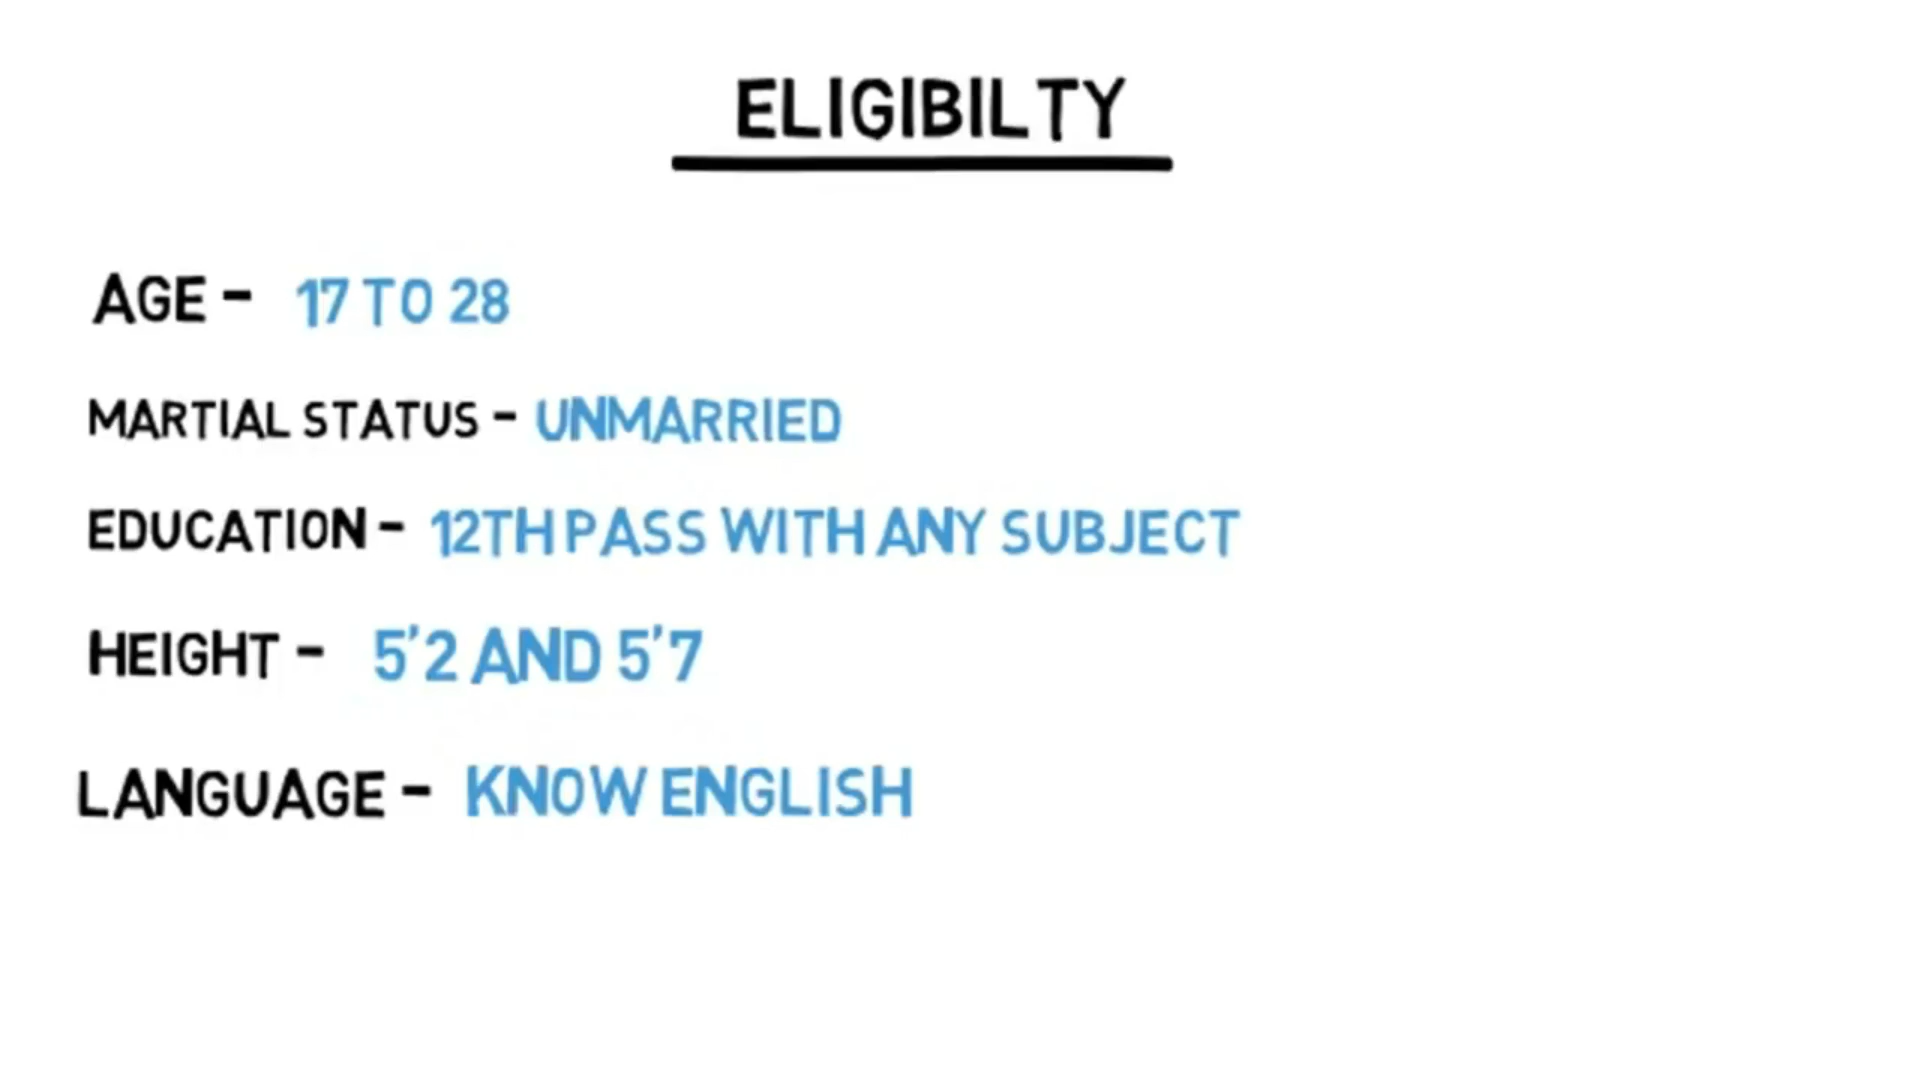 ELIGIBILTY
AGE - 17 TO 28
MARTIAL STATUS - UNMARRIED
EDUCATION - 12TH PASS WITH ANY SUBJECT
HEIGHT - 5'2 AND 5'7
LANGUAGE - KNOW ENGLISH